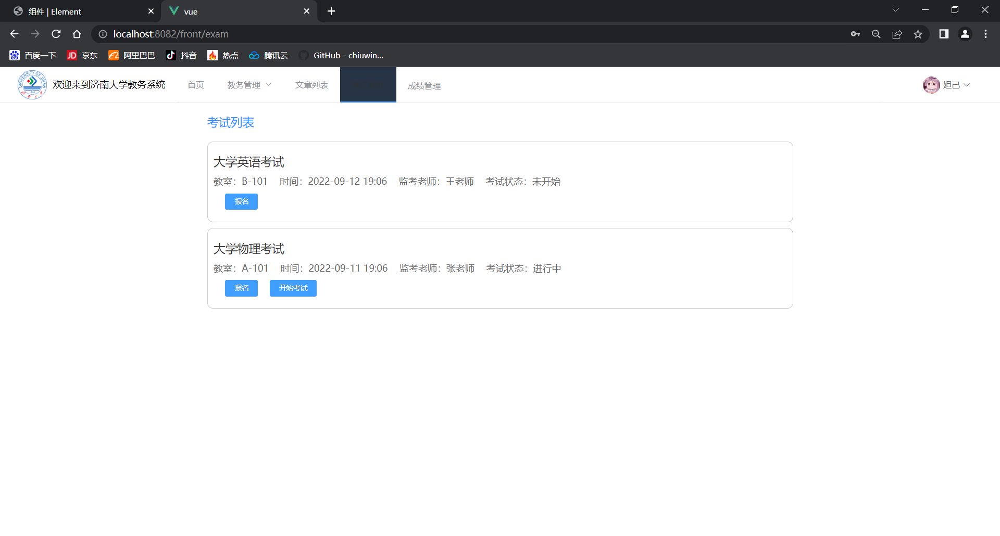 组件 | Element
vue
localhost:8082/front/exam
百度一下 京东 阿里巴巴 抖音 热点 腾讯云 GitHub - chiuwin...
欢迎来到济南大学教务系统 首页 教务管理 文章列表 成绩管理 妲己
考试列表
大学英语考试
教室：B-101 时间：2022-09-12 19:06 监考老师：王老师 考试状态：未开始
报名
大学物理考试
教室：A-101 时间：2022-09-11 19:06 监考老师：张老师 考试状态：进行中
报名 开始考试